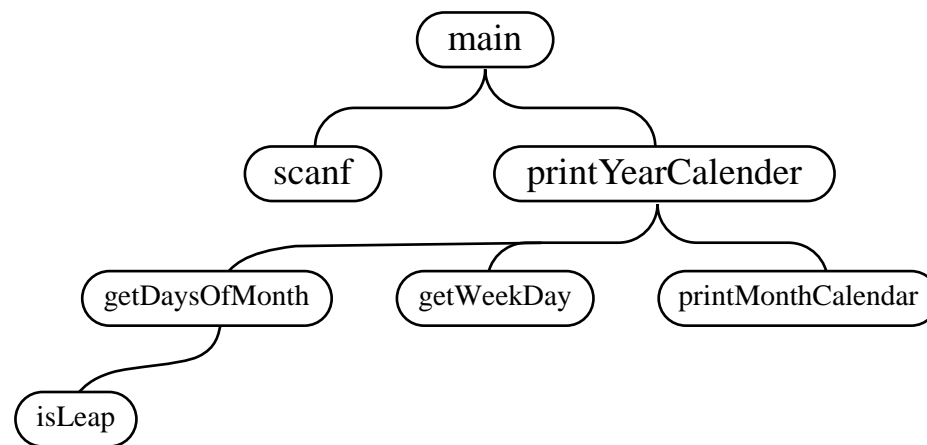 main
scanf
printYearCalender
getDaysOfMonth
getWeekDay
printMonthCalendar
isLeap